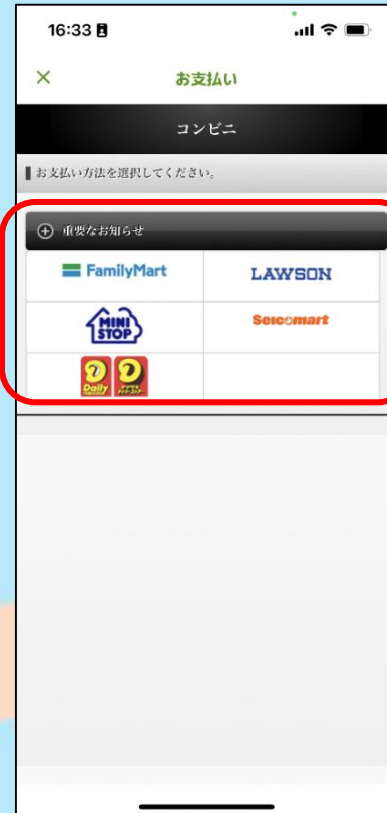 16:33
お支払い
コンビニ
お支払い方法を選択してください。
重要なお知らせ
FamilyMart
LAWSON
MINI
STOP
Seicomart
Daily